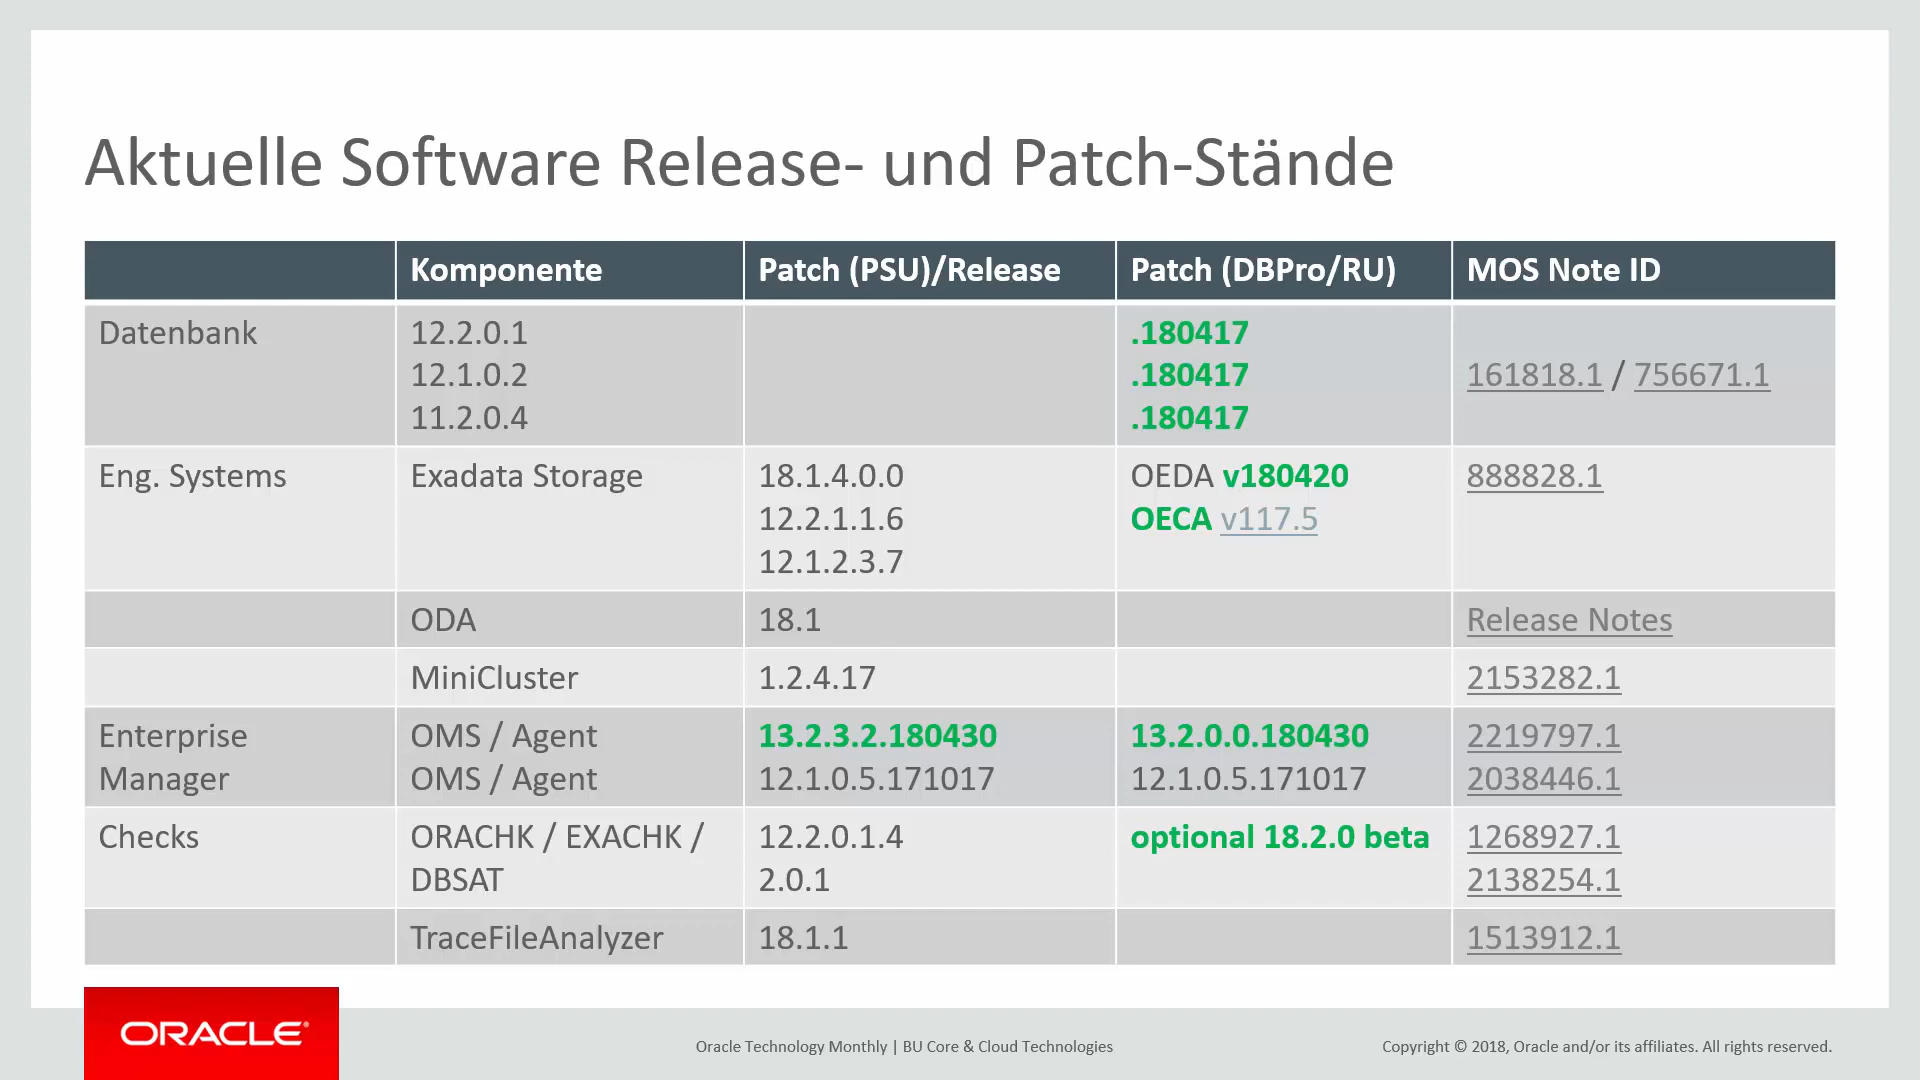 Aktuelle Software Release- und Patch-Stände
Komponente Patch (PSU)/Release Patch (DBPro/RU) MOS Note ID
Datenbank 12.2.0.1 .180417
12.1.0.2 .180417 161818.1 / 756671.1
11.2.0.4 .180417
Eng. Systems Exadata Storage 18.1.4.0.0 OEDA v180420 888828.1
12.2.1.1.6 OECA v117.5
12.1.2.3.7
ODA 18.1 Release Notes
MiniCluster 1.2.4.17 2153282.1
Enterprise OMS / Agent 13.2.3.2.180430 13.2.0.0.180430 2219797.1
Manager OMS / Agent 12.1.0.5.171017 12.1.0.5.171017 2038446.1
Checks ORACHK / EXACHK / 12.2.0.1.4 optional 18.2.0 beta 1268927.1
DBSAT 2.0.1 2138254.1
TraceFileAnalyzer 18.1.1 1513912.1
ORACLE®
Oracle Technology Monthly | BU Core & Cloud Technologies
Copyright © 2018, Oracle and/or its affiliates. All rights reserved.